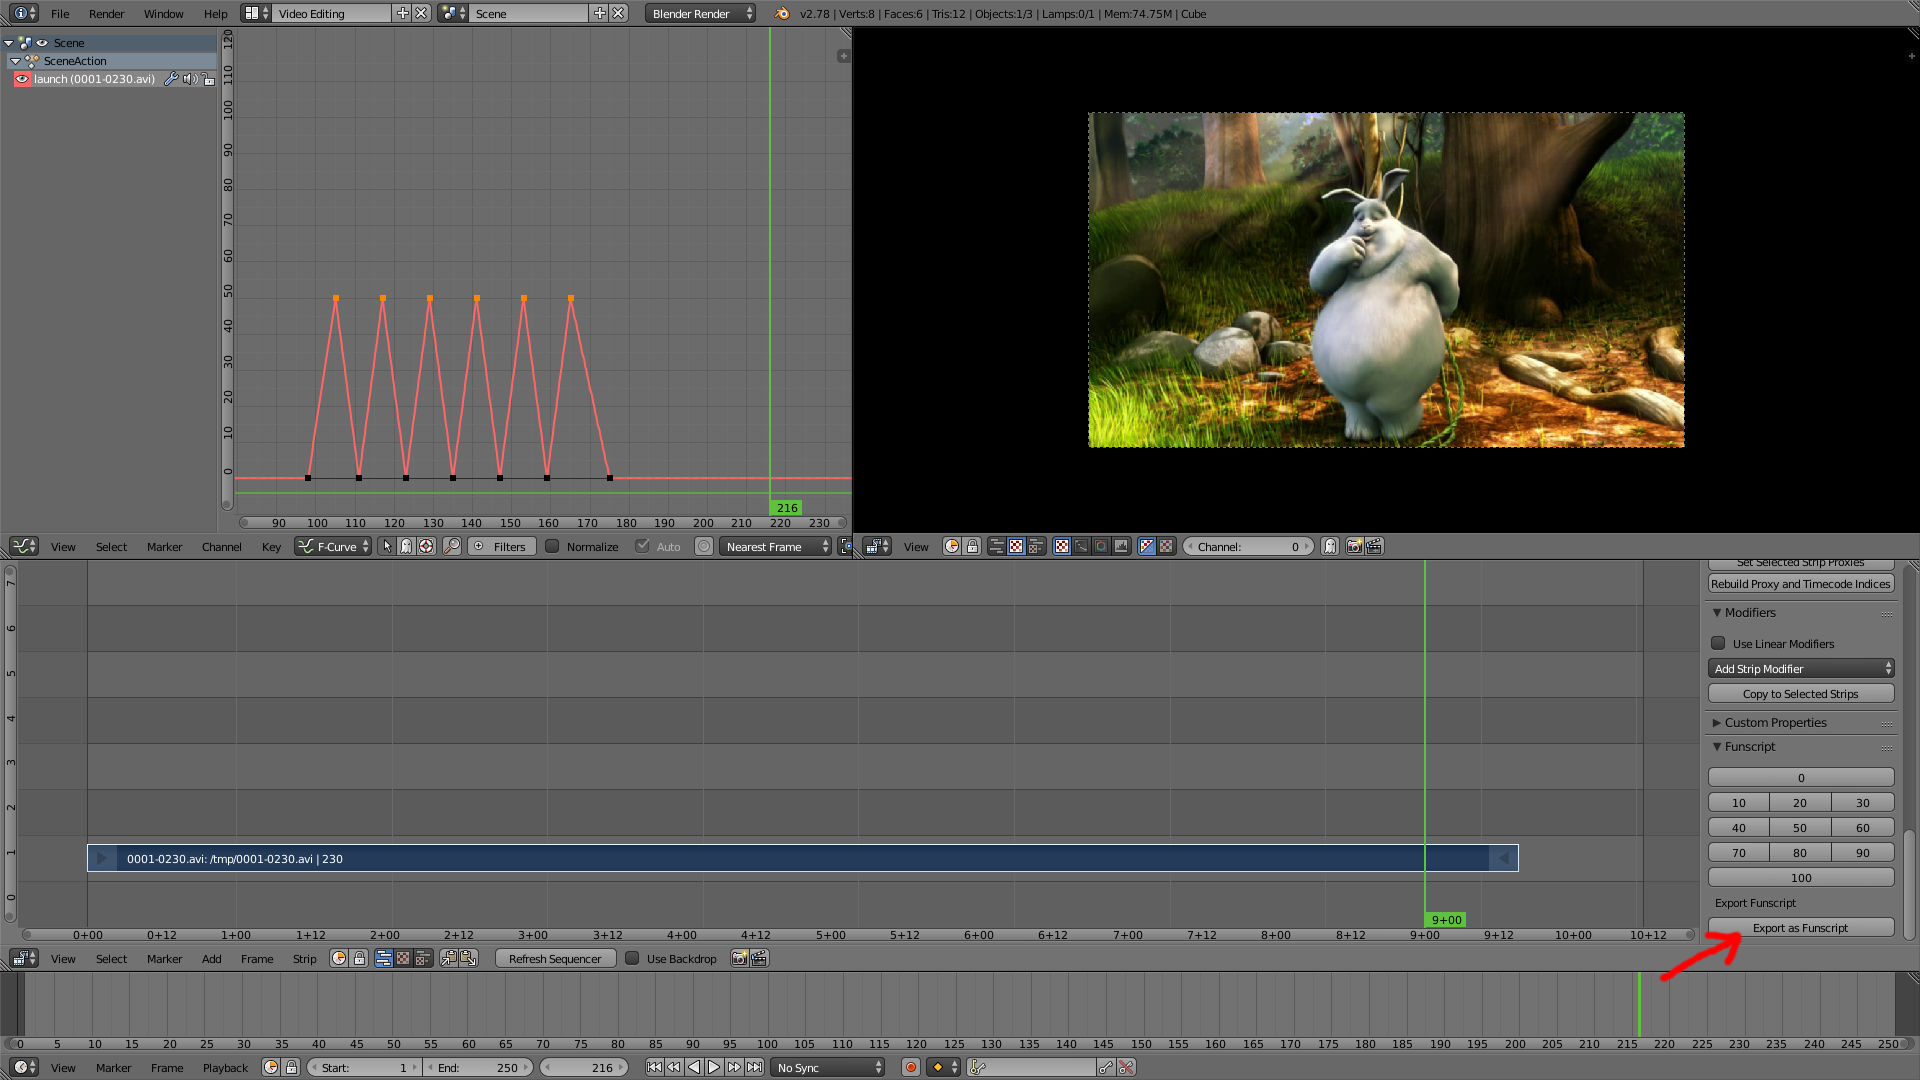 File Render Window Help Video Editing Scene Blender Render v2.78 | Verts:8 | Faces:6 | Tris:12 | Objects:1/3 | Lamps:0/1 | Mem:74.75M | Cube
Scene
SceneAction
launch (0001-0230.avi)
120
110
100
90
80
70
60
50
40
30
20
10
0
216
90 100 110 120 130 140 150 160 170 180 190 200 210 220 230
View Select Marker Channel Key F-Curve Filters Normalize Auto Nearest Frame
View Channel: 0
7
6
5
4
3
2
1
0
0001-0230.avi: /tmp/0001-0230.avi | 230
9+00
0+00 0+12 1+00 1+12 2+00 2+12 3+00 3+12 4+00 4+12 5+00 5+12 6+00 6+12 7+00 7+12 8+00 8+12 9+00 9+12 10+00 10+12
Set Selected Strip Proxies
Rebuild Proxy and Timecode Indices
Modifiers
Use Linear Modifiers
Add Strip Modifier
Copy to Selected Strips
Custom Properties
Funscript
0
10 20 30
40 50 60
70 80 90
100
Export Funscript
Export as Funscript
View Select Marker Add Frame Strip Refresh Sequencer Use Backdrop
0 5 10 15 20 25 30 35 40 45 50 55 60 65 70 75 80 85 90 95 100 105 110 115 120 125 130 135 140 145 150 155 160 165 170 175 180 185 190 195 200 205 210 215 220 225 230 235 240 245 250
View Marker Frame Playback Start: 1 End: 250 216 No Sync